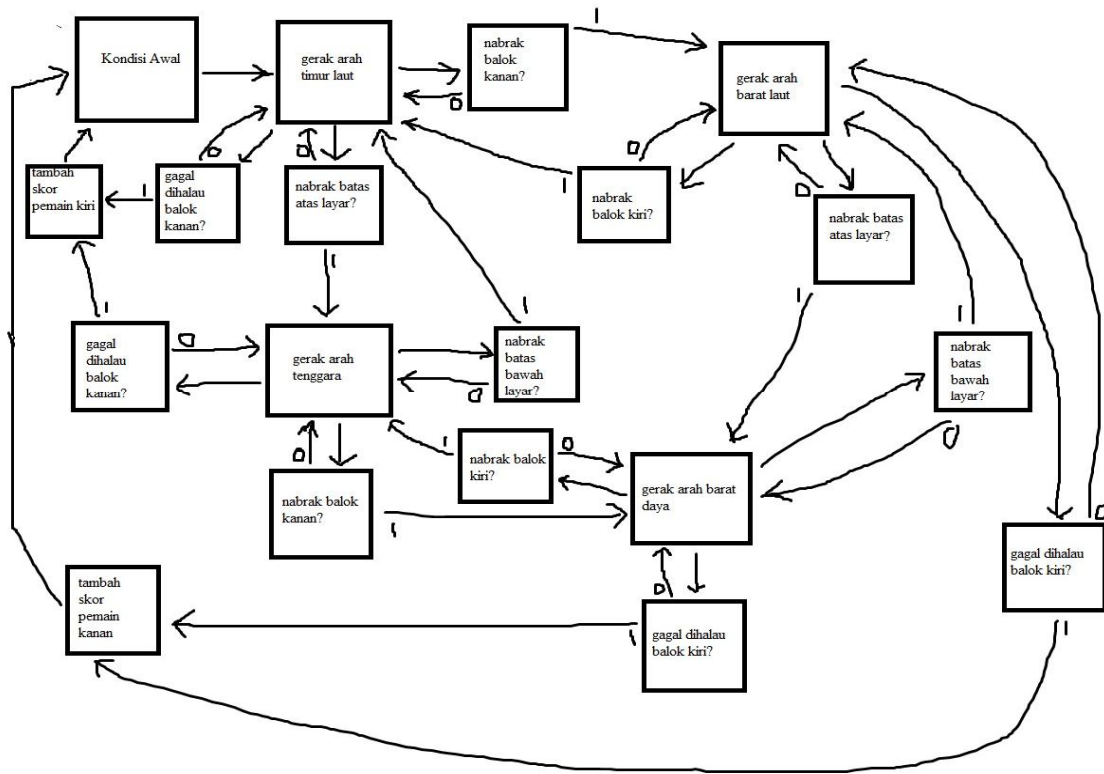 Kondisi Awal
gerak arah
timur laut
nabrak
balok
kanan?
1
0
gerak arah
barat laut
tambah
skor
pemain kiri
1
gagal
dihalau
balok
kanan?
0
0
nabrak batas
atas layar?
1
1
nabrak
balok kiri?
0
0
nabrak batas
atas layar?
1
1
gagal
dihalau
balok
kanan?
0
gerak arah
tenggara
1
nabrak
batas
bawah
layar?
0
1
nabrak
batas
bawah
layar?
0
0
nabrak balok
kanan?
1
1
nabrak balok
kiri?
0
gerak arah barat
daya
0
gagal dihalau
balok kiri?
1
tambah
skor
pemain
kanan
0
1
gagal dihalau
balok kiri?